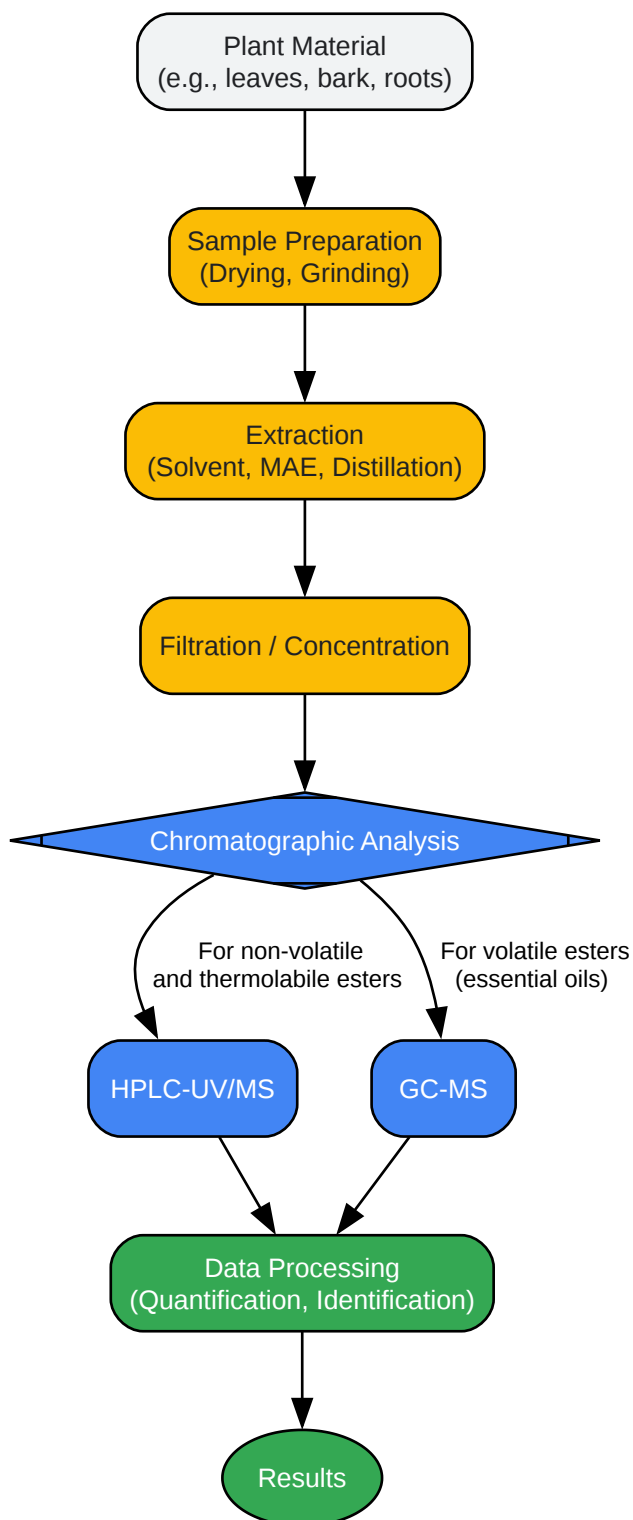 Plant Material
(e.g., leaves, bark, roots)
Sample Preparation
(Drying, Grinding)
Extraction
(Solvent, MAE, Distillation)
Filtration / Concentration
Chromatographic Analysis
For non-volatile
and thermolabile esters
For volatile esters
(essential oils)
HPLC-UV/MS
GC-MS
Data Processing
(Quantification, Identification)
Results